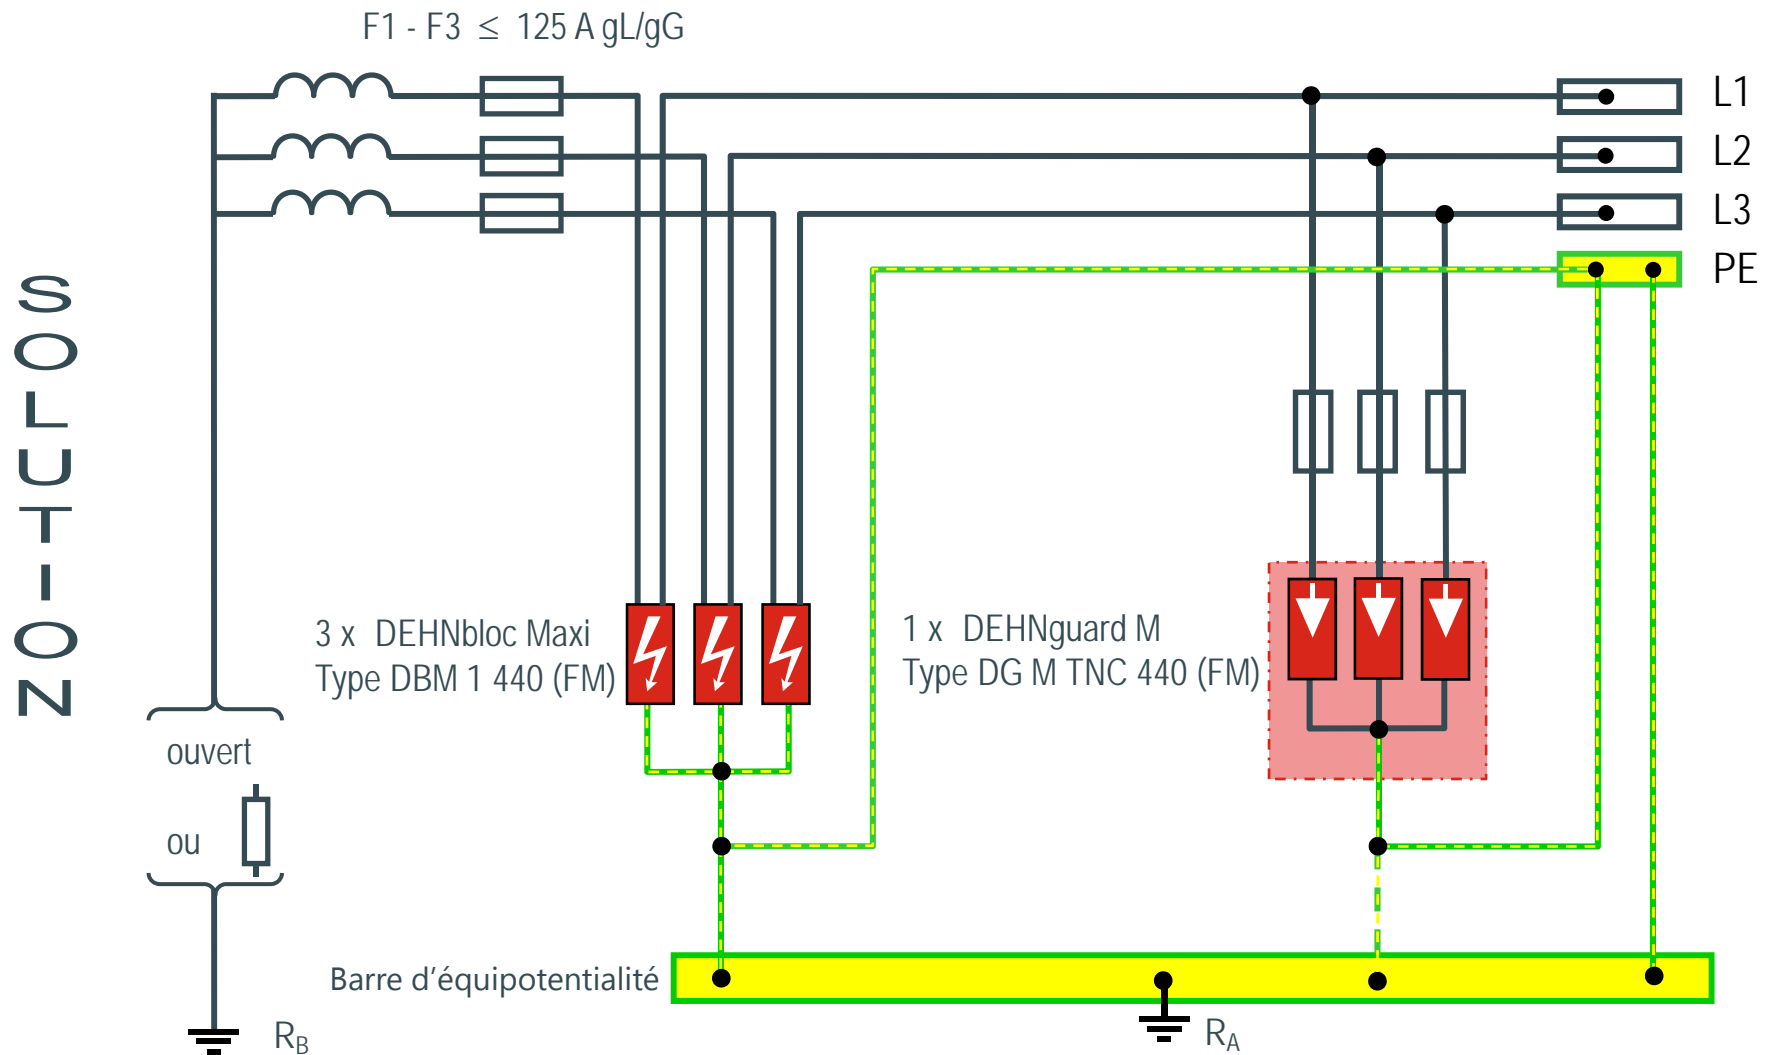 F1 - F3 ≤ 125 A gL/gG
L1
L2
L3
PE
SOLUTION
3 x DEHNbloc Maxi
Type DBM 1 440 (FM)
1 x DEHNguard M
Type DG M TNC 440 (FM)
ouvert
ou
Barre d’équipotentialité
RB
RA